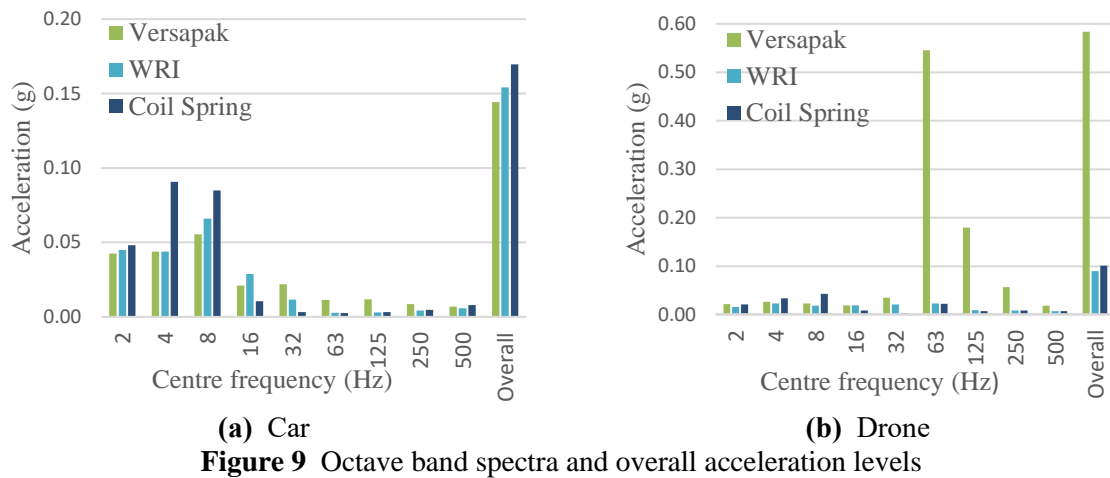 0.20
0.15
0.10
0.05
0.00
Acceleration (g)
Versapak
WRI
Coil Spring
2
4
8
16
32
63
125
250
500
Overall
Centre frequency (Hz)
(a) Car
0.60
0.50
0.40
0.30
0.20
0.10
0.00
Acceleration (g)
Versapak
WRI
Coil Spring
2
4
8
16
32
63
125
250
500
Overall
Centre frequency (Hz)
(b) Drone
Figure 9 Octave band spectra and overall acceleration levels